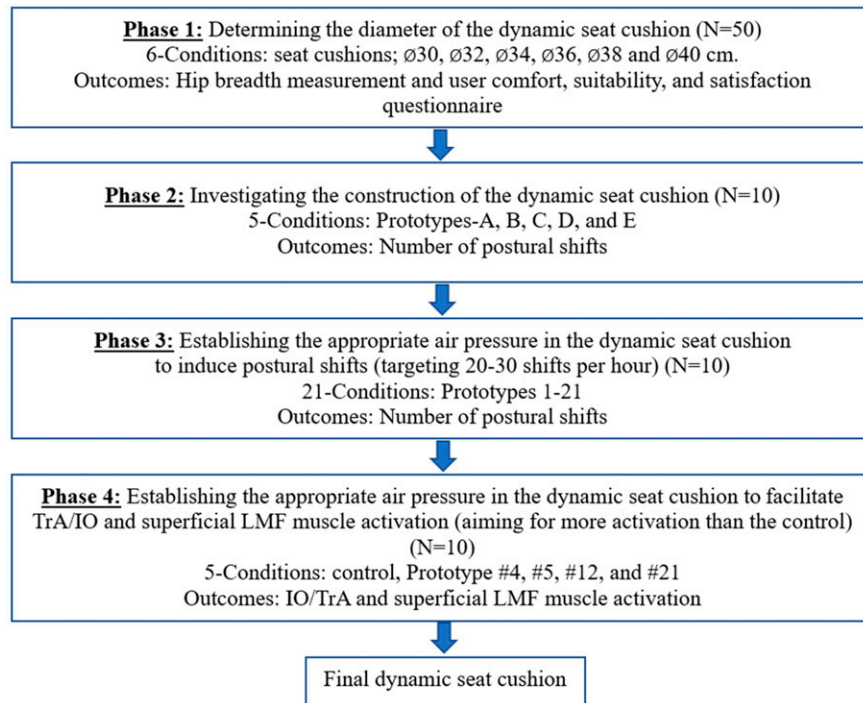 Phase 1: Determining the diameter of the dynamic seat cushion (N=50)
6-Conditions: seat cushions; ø30, ø32, ø34, ø36, ø38 and ø40 cm.
Outcomes: Hip breadth measurement and user comfort, suitability, and satisfaction
questionnaire
Phase 2: Investigating the construction of the dynamic seat cushion (N=10)
5-Conditions: Prototypes-A, B, C, D, and E
Outcomes: Number of postural shifts
Phase 3: Establishing the appropriate air pressure in the dynamic seat cushion
to induce postural shifts (targeting 20-30 shifts per hour) (N=10)
21-Conditions: Prototypes 1-21
Outcomes: Number of postural shifts
Phase 4: Establishing the appropriate air pressure in the dynamic seat cushion to facilitate
TrA/IO and superficial LMF muscle activation (aiming for more activation than the control)
(N=10)
5-Conditions: control, Prototype #4, #5, #12, and #21
Outcomes: IO/TrA and superficial LMF muscle activation
Final dynamic seat cushion